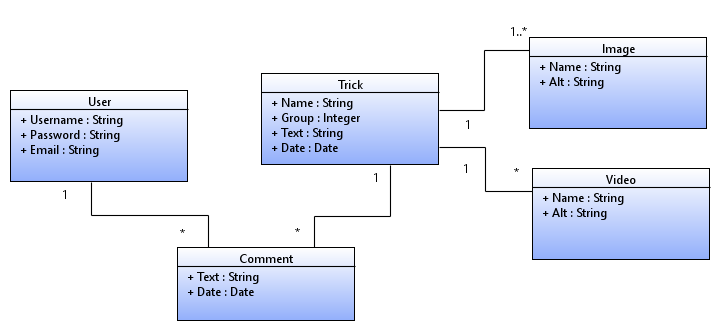 User
+ Username : String
+ Password : String
+ Email : String
1
*
Trick
+ Name : String
+ Group : Integer
+ Text : String
+ Date : Date
1
*
1
1..*
1
*
Image
+ Name : String
+ Alt : String
Video
+ Name : String
+ Alt : String
Comment
+ Text : String
+ Date : Date